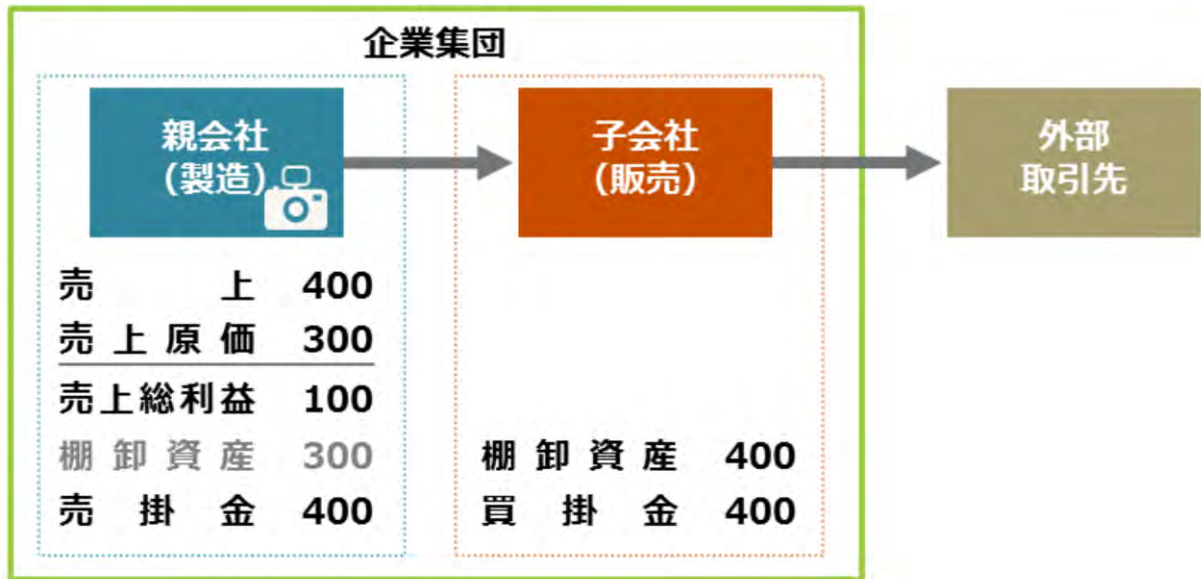 企業集団
親会社
（製造）
子会社
（販売）
外部
取引先
売上 400
売上原価 300
売上総利益 100
棚卸資産 300
売掛金 400
棚卸資産 400
買掛金 400